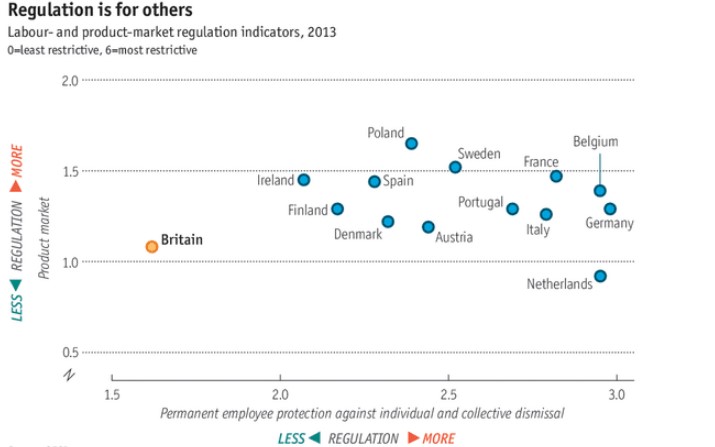 Regulation is for others
Labour- and product-market regulation indicators, 2013
0=least restrictive, 6=most restrictive
2.0
1.5
1.0
0.5
LESS ◀ REGULATION ▶ MORE
Product market
Poland
Sweden
Belgium
France
Ireland
Spain
Finland
Portugal
Denmark
Austria
Italy
Germany
Britain
Netherlands
1.5 2.0 2.5 3.0
Permanent employee protection against individual and collective dismissal
LESS ◀ REGULATION ▶ MORE